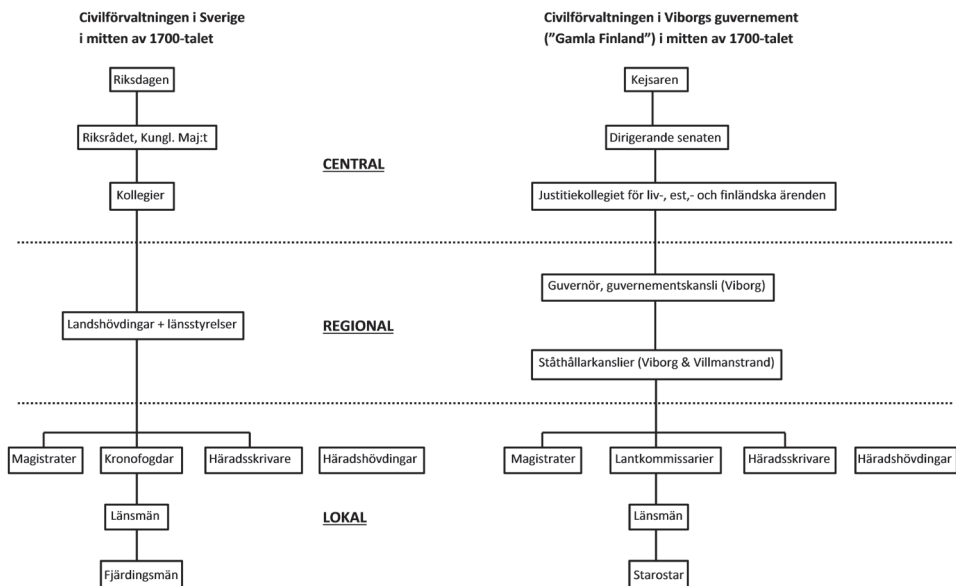 Civilförvaltningen i Sverige
i mitten av 1700-talet
Civilförvaltningen i Viborgs guvernement
("Gamla Finland") i mitten av 1700-talet
Riksdagen
Kejsaren
Riksrådet, Kungl. Maj:t
Dirigerande senaten
CENTRAL
Kollegier
Justitiekollegiet för liv-, est,- och finländska ärenden
Guvernör, guvernementskansli (Viborg)
Landshövdingar + länsstyrelser
REGIONAL
Ståthållarkanslier (Viborg & Villmanstrand)
Magistrater
Kronofogdar
Häradsskrivare
Häradshövdingar
Magistrater
Lantkommissarier
Häradsskrivare
Häradshövdingar
Länsmän
LOKAL
Länsmän
Fjärdingsmän
Starostar